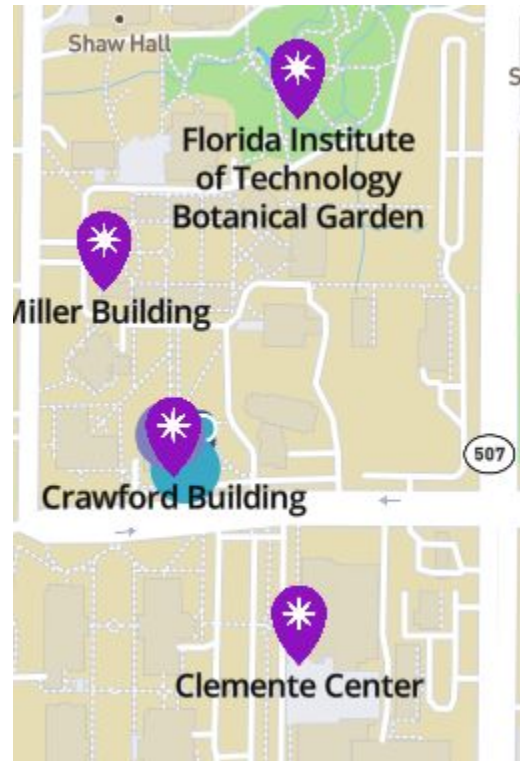 Shaw Hall
S
Florida Institute
of Technology
Botanical Garden
Miller Building
507
Crawford Building
Clemente Center